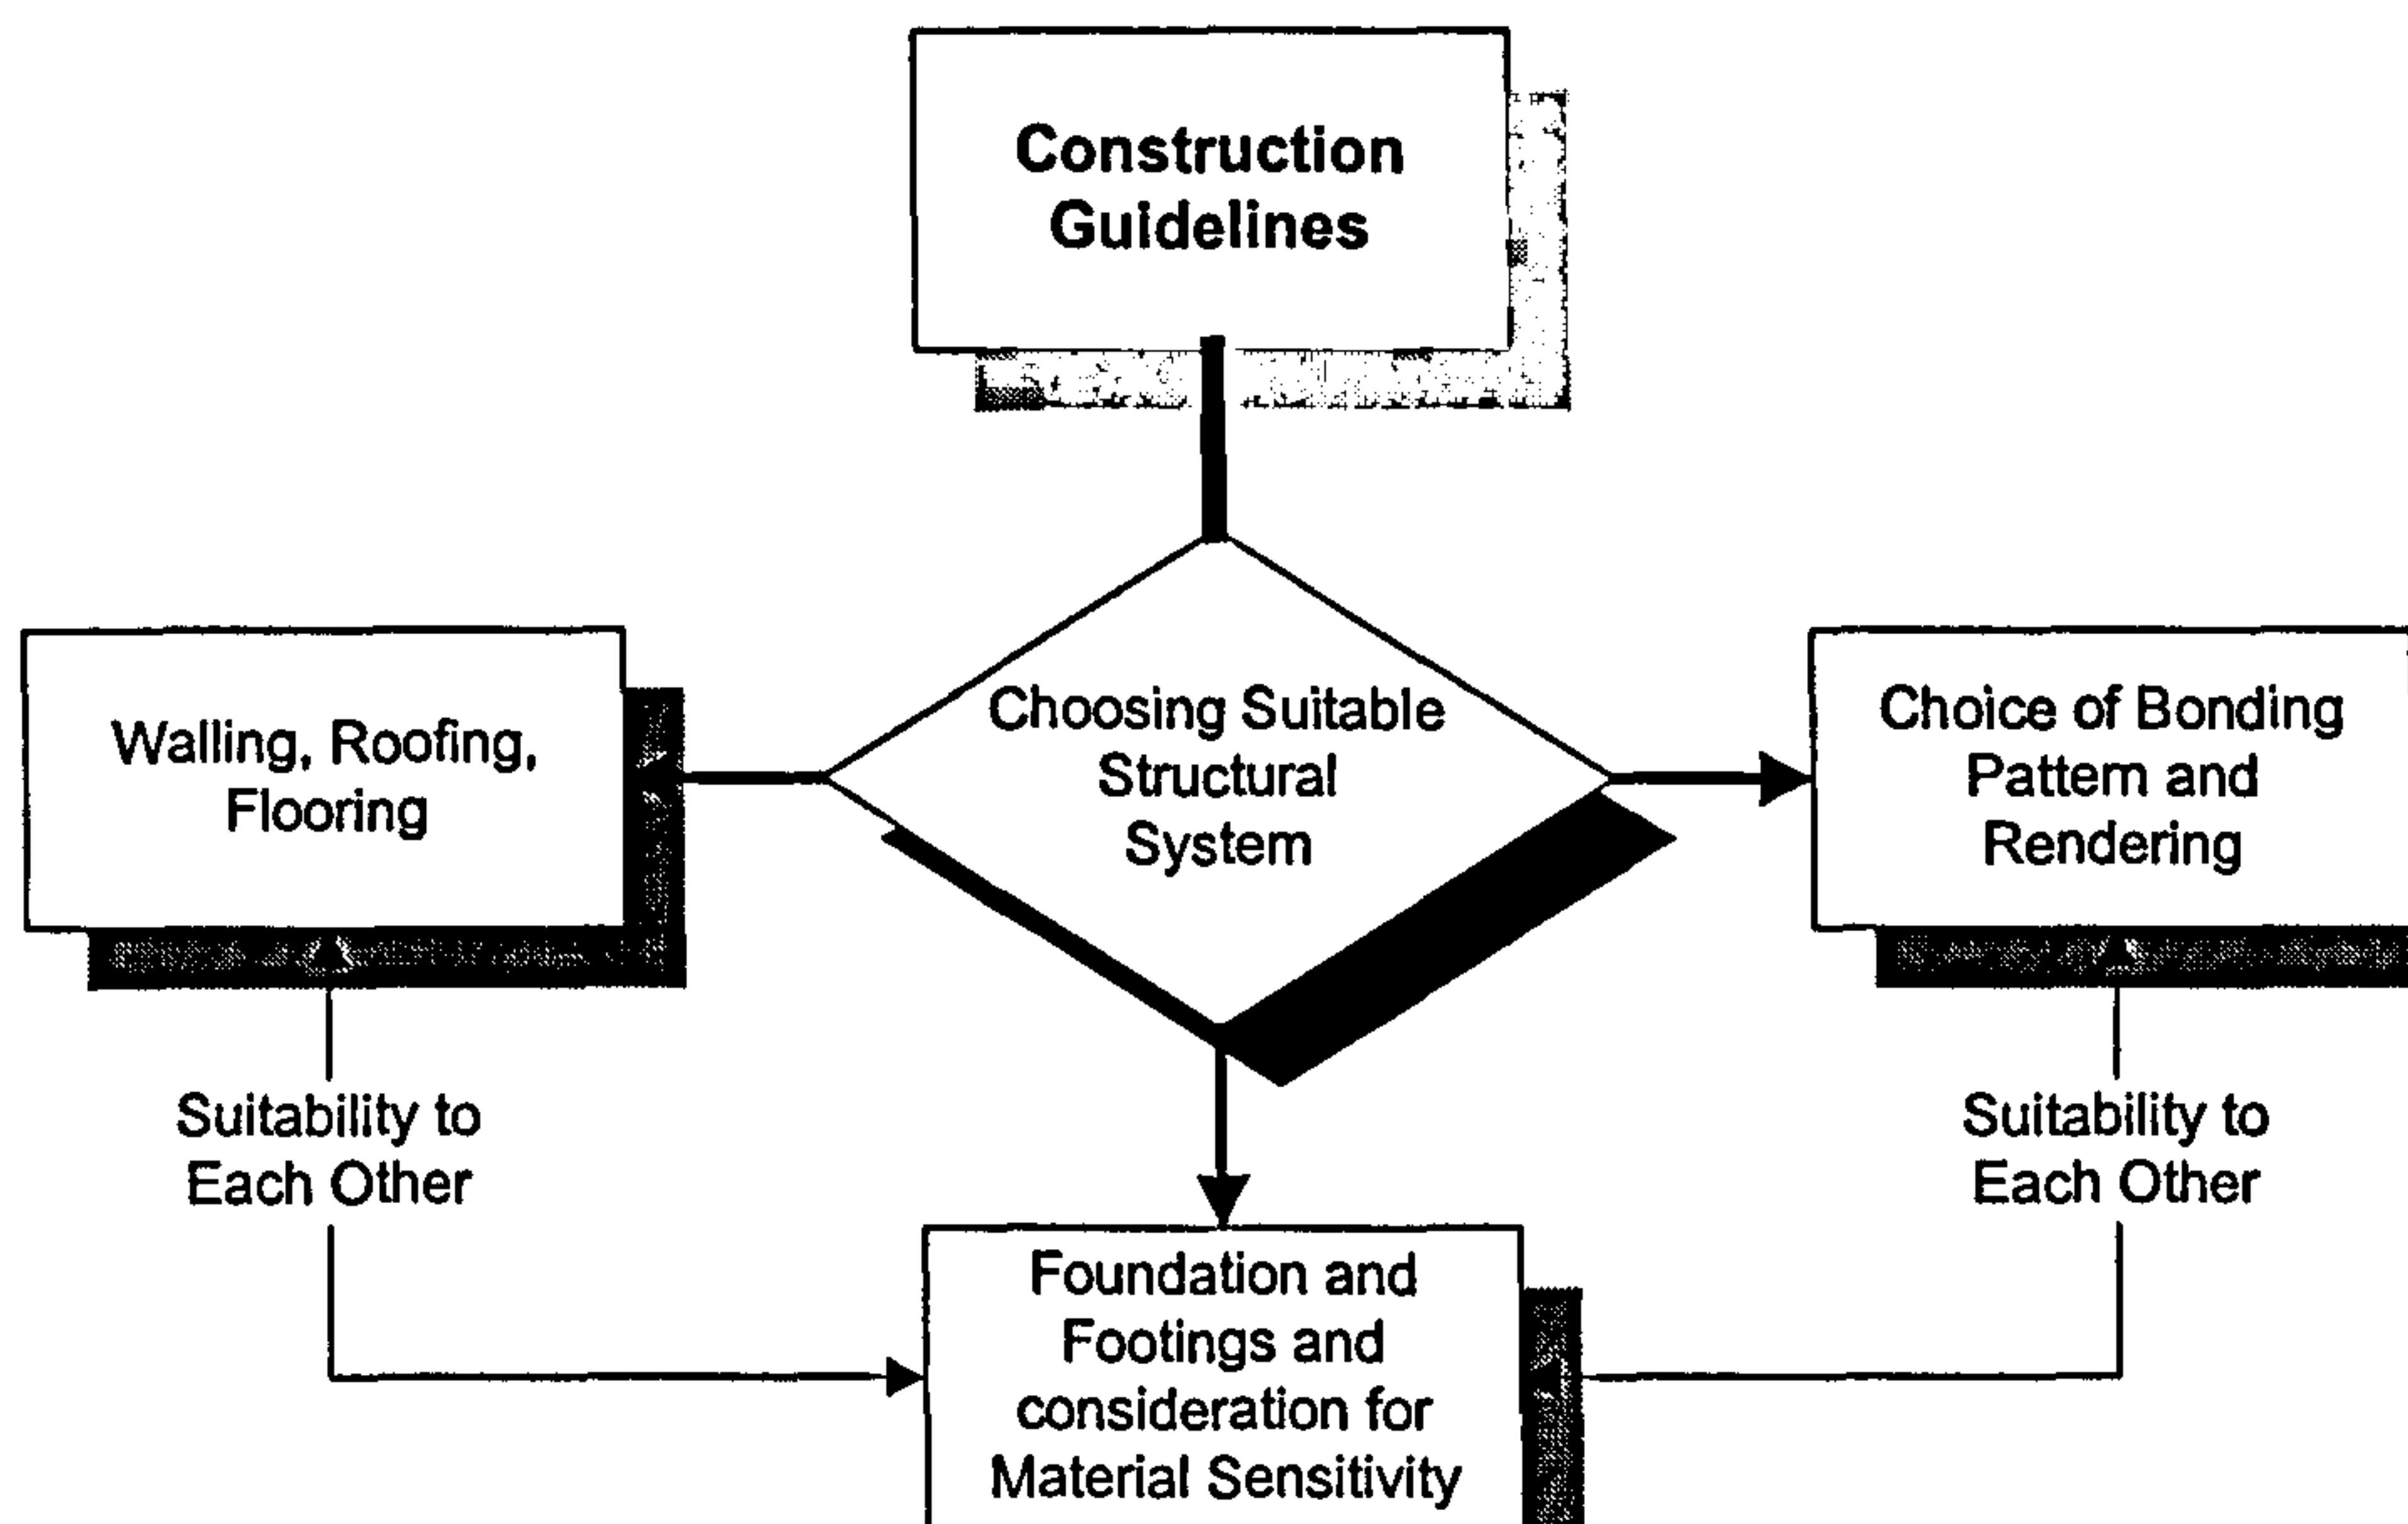 Construction
Guidelines
Walling, Roofing,
Flooring
Choosing Suitable
Structural
System
Choice of Bonding
Pattern and
Rendering
Suitability to
Each Other
Suitability to
Each Other
Foundation and
Footings and
consideration for
Material Sensitivity